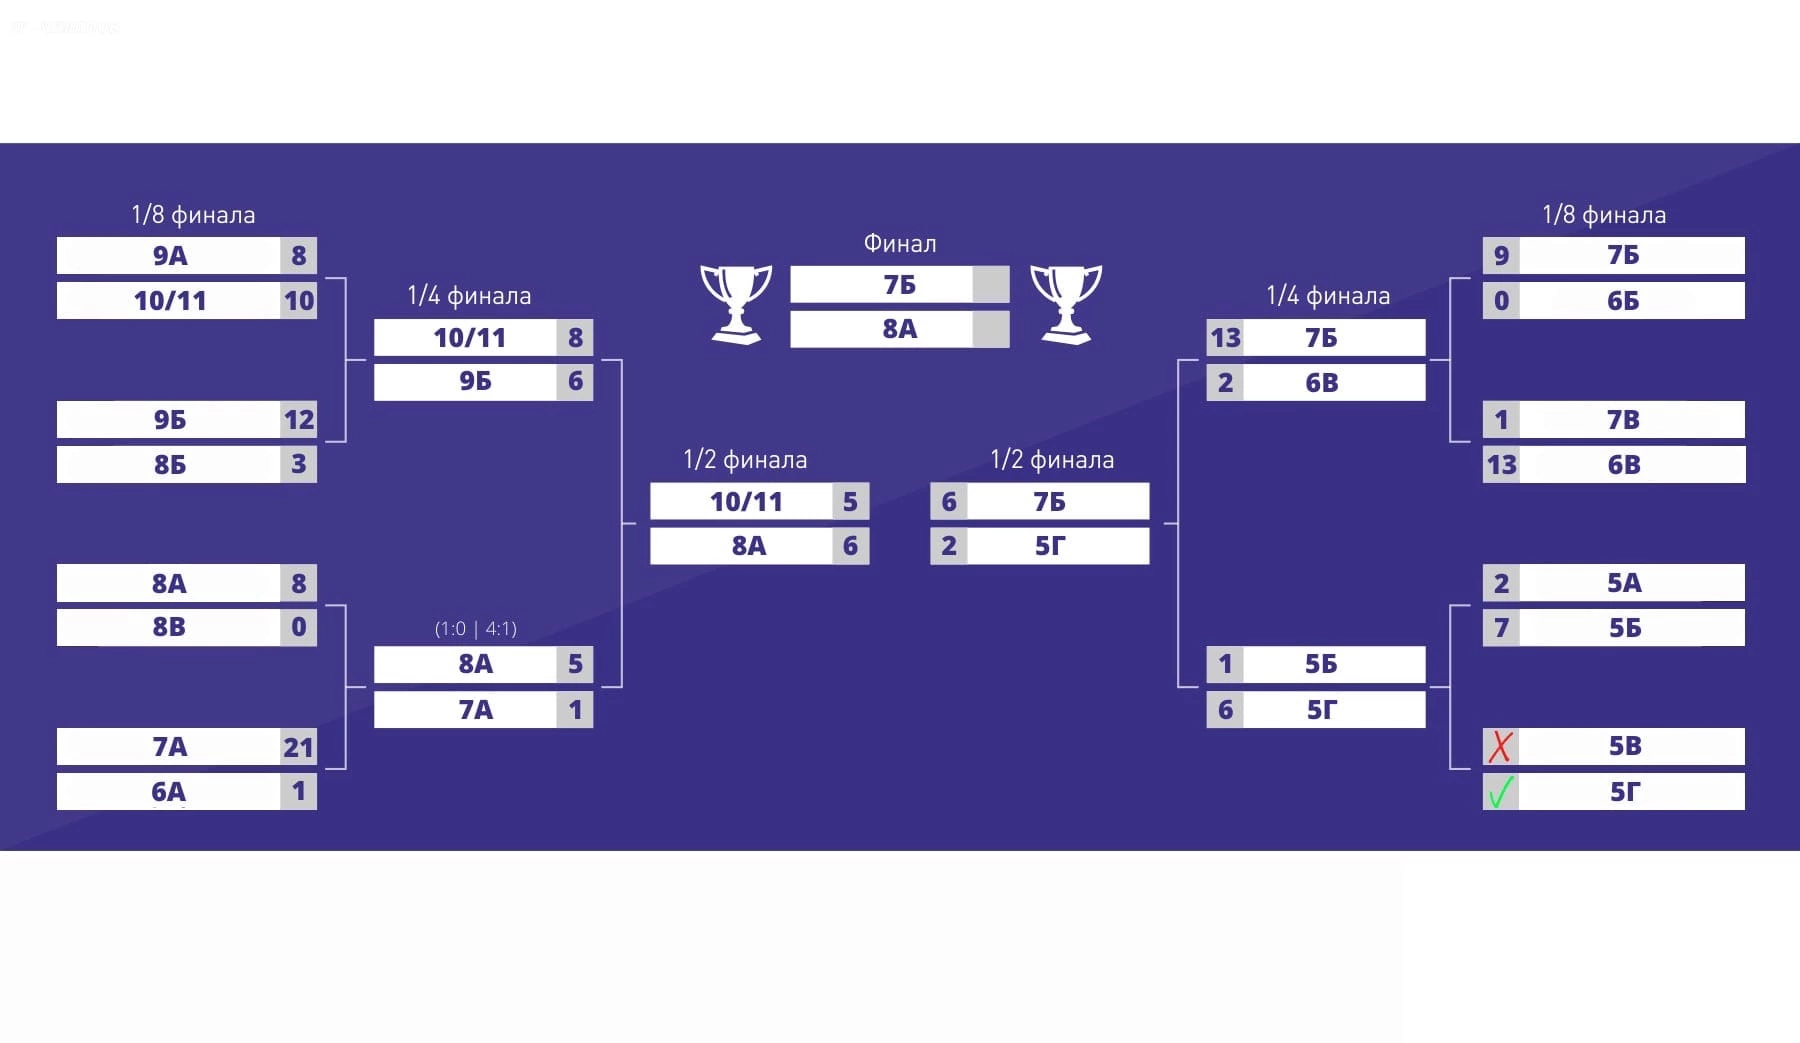 1/8 финала
9А 8
10/11 10
9Б 12
8Б 3
8А 8
8В 0
7А 21
6А 1
1/4 финала
10/11 8
9Б 6
(1:0 | 4:1)
8А 5
7А 1
1/2 финала
10/11 5
8А 6
Финал
7Б
8А
1/2 финала
6 7Б
2 5Г
1/4 финала
13 7Б
2 6В
1 5Б
6 5Г
1/8 финала
9 7Б
0 6Б
1 7В
13 6В
2 5А
7 5Б
✗ 5В
✓ 5Г